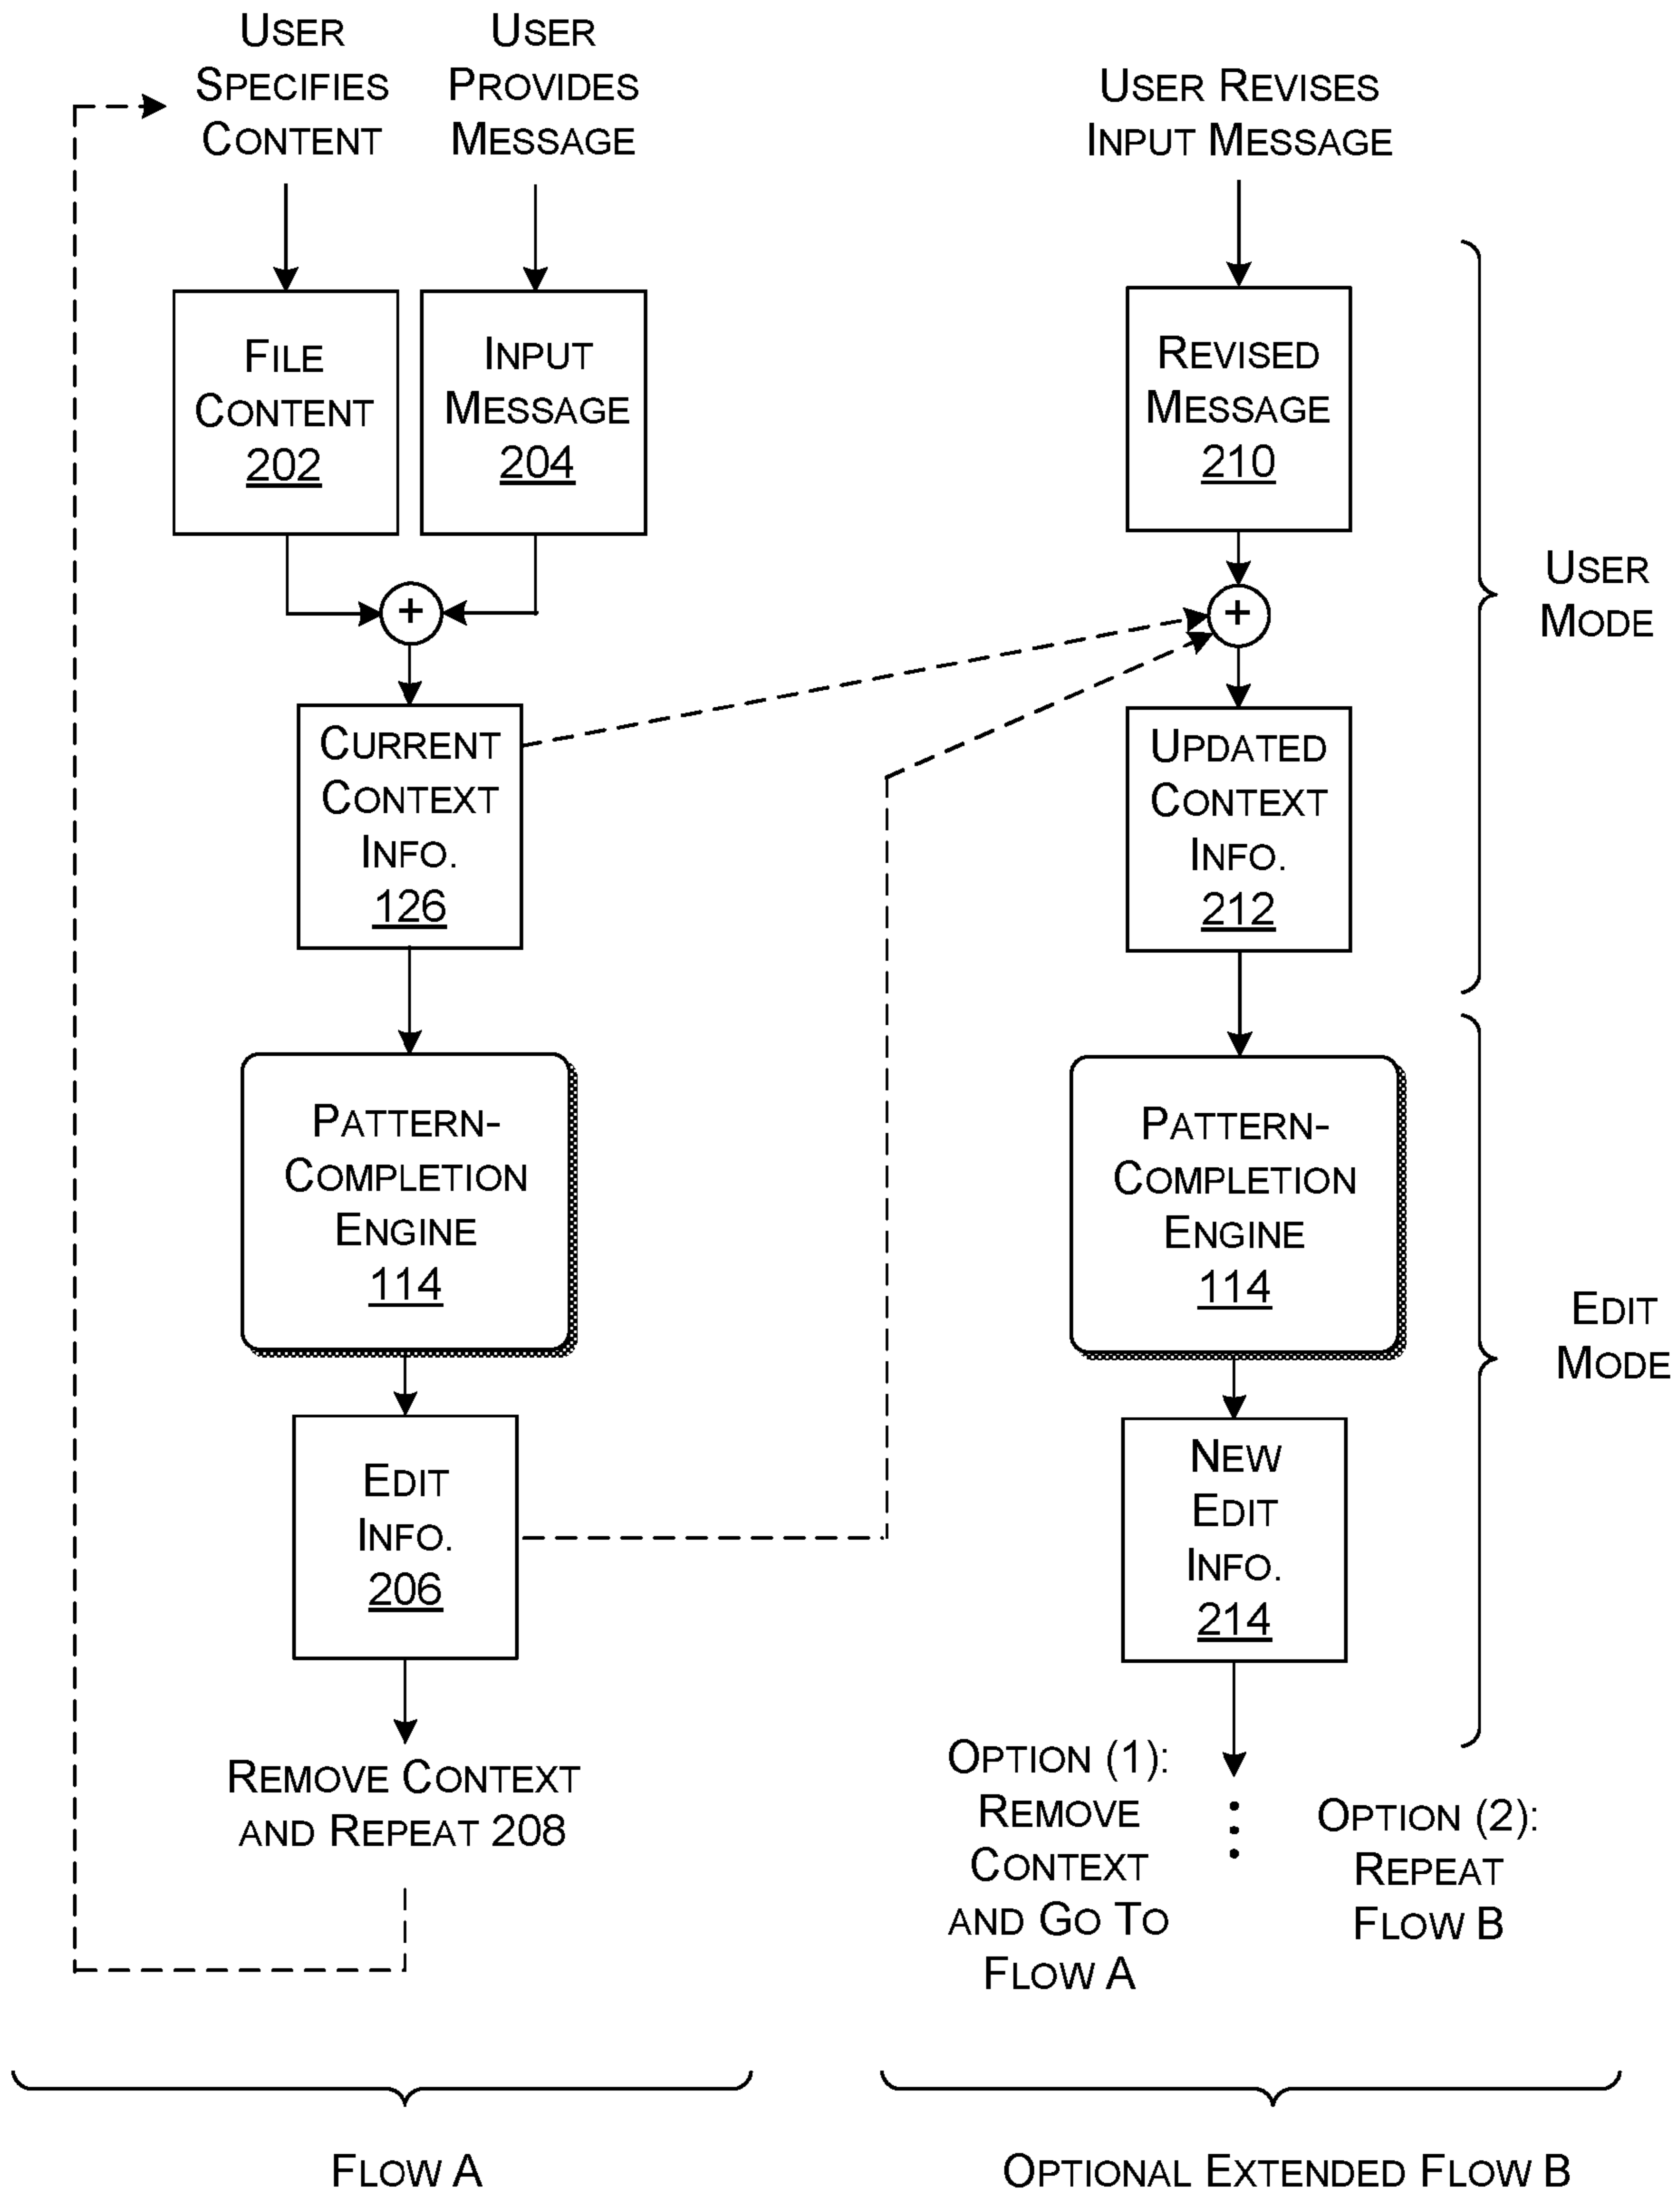 USER
SPECIFIES
CONTENT
USER
PROVIDES
MESSAGE
FILE
CONTENT
202
INPUT
MESSAGE
204
+
CURRENT
CONTEXT
INFO.
126
PATTERN-
COMPLETION
ENGINE
114
EDIT
INFO.
206
REMOVE CONTEXT
AND REPEAT 208
FLOW A
USER REVISES
INPUT MESSAGE
REVISED
MESSAGE
210
+
UPDATED
CONTEXT
INFO.
212
PATTERN-
COMPLETION
ENGINE
114
NEW
EDIT
INFO.
214
OPTION (1):
REMOVE
CONTEXT
AND GO TO
FLOW A
OPTION (2):
REPEAT
FLOW B
USER
MODE
EDIT
MODE
OPTIONAL EXTENDED FLOW B